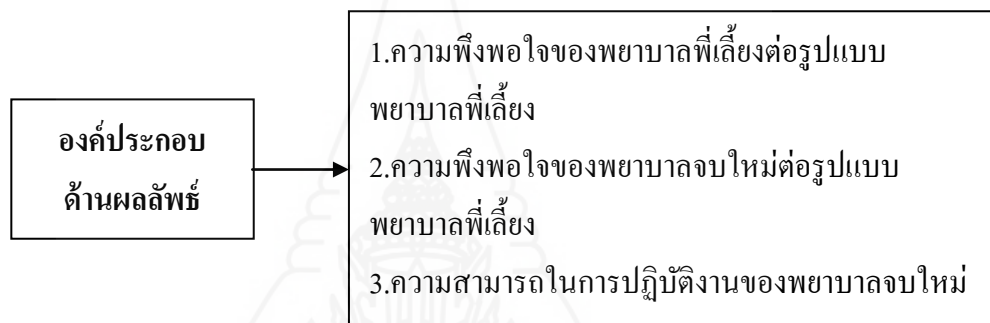 องค์ประกอบ
ด้านผลลัพธ์
1.ความพึงพอใจของพยาบาลพี่เลี้ยงต่อรูปแบบ
พยาบาลพี่เลี้ยง
2.ความพึงพอใจของพยาบาลจบใหม่ต่อรูปแบบ
พยาบาลพี่เลี้ยง
3.ความสามารถในการปฏิบัติงานของพยาบาลจบใหม่